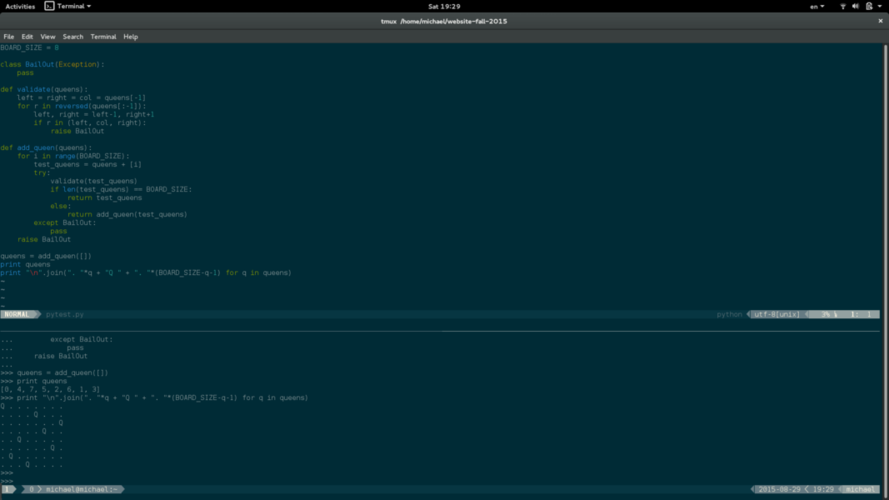 Activities Terminal Sat 19:29 en
tmux /home/michael/website-fall-2015 ×
File Edit View Search Terminal Help
BOARD_SIZE = 8
class BailOut(Exception):
pass
def validate(queens):
left = right = col = queens[-1]
for r in reversed(queens[:-1]):
left, right = left-1, right+1
if r in (left, col, right):
raise BailOut
def add_queen(queens):
for i in range(BOARD_SIZE):
test_queens = queens + [i]
try:
validate(test_queens)
if len(test_queens) == BOARD_SIZE:
return test_queens
else:
return add_queen(test_queens)
except BailOut:
pass
raise BailOut
queens = add_queen([])
print queens
print "\n".join(". "*q + "Q " + ". "*(BOARD_SIZE-q-1) for q in queens)
~
~
~
~
NORMAL pytest.py python utf-8[unix] 3% 1: 1
... except BailOut:
... pass
... raise BailOut
...
>>> queens = add_queen([])
>>> print queens
[0, 4, 7, 5, 2, 6, 1, 3]
>>> print "\n".join(". "*q + "Q " + ". "*(BOARD_SIZE-q-1) for q in queens)
Q . . . . . . .
. . . . Q . . .
. . . . . . . Q
. . . . . Q . .
. . Q . . . . .
. . . . . . Q .
. Q . . . . . .
. . . Q . . . .
>>>
>>>
1 0 michael@michael:~ 2015-08-29 19:29 michael